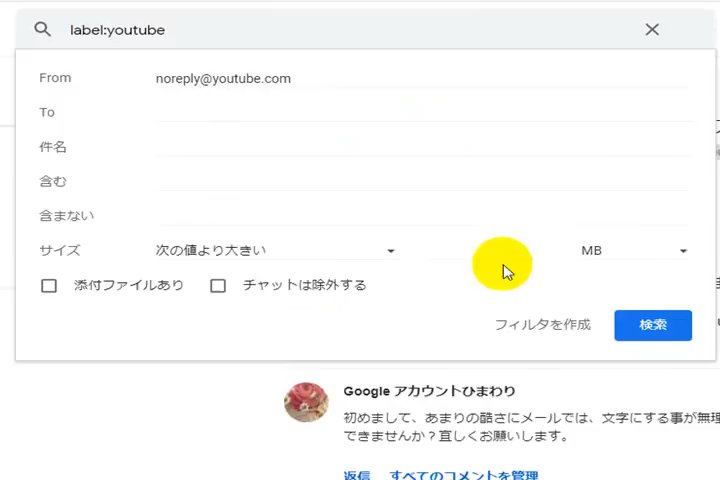 label:youtube
From noreply@youtube.com
To
件名
含む
含まない
サイズ 次の値より大きい MB
添付ファイルあり チャットは除外する
フィルタを作成 検索
Google アカウントひまわり
初めまして、あまりの酷さにメールでは、文字にする事が無理
できませんか？宜しくお願いします。
返信 すべてのコメントを管理